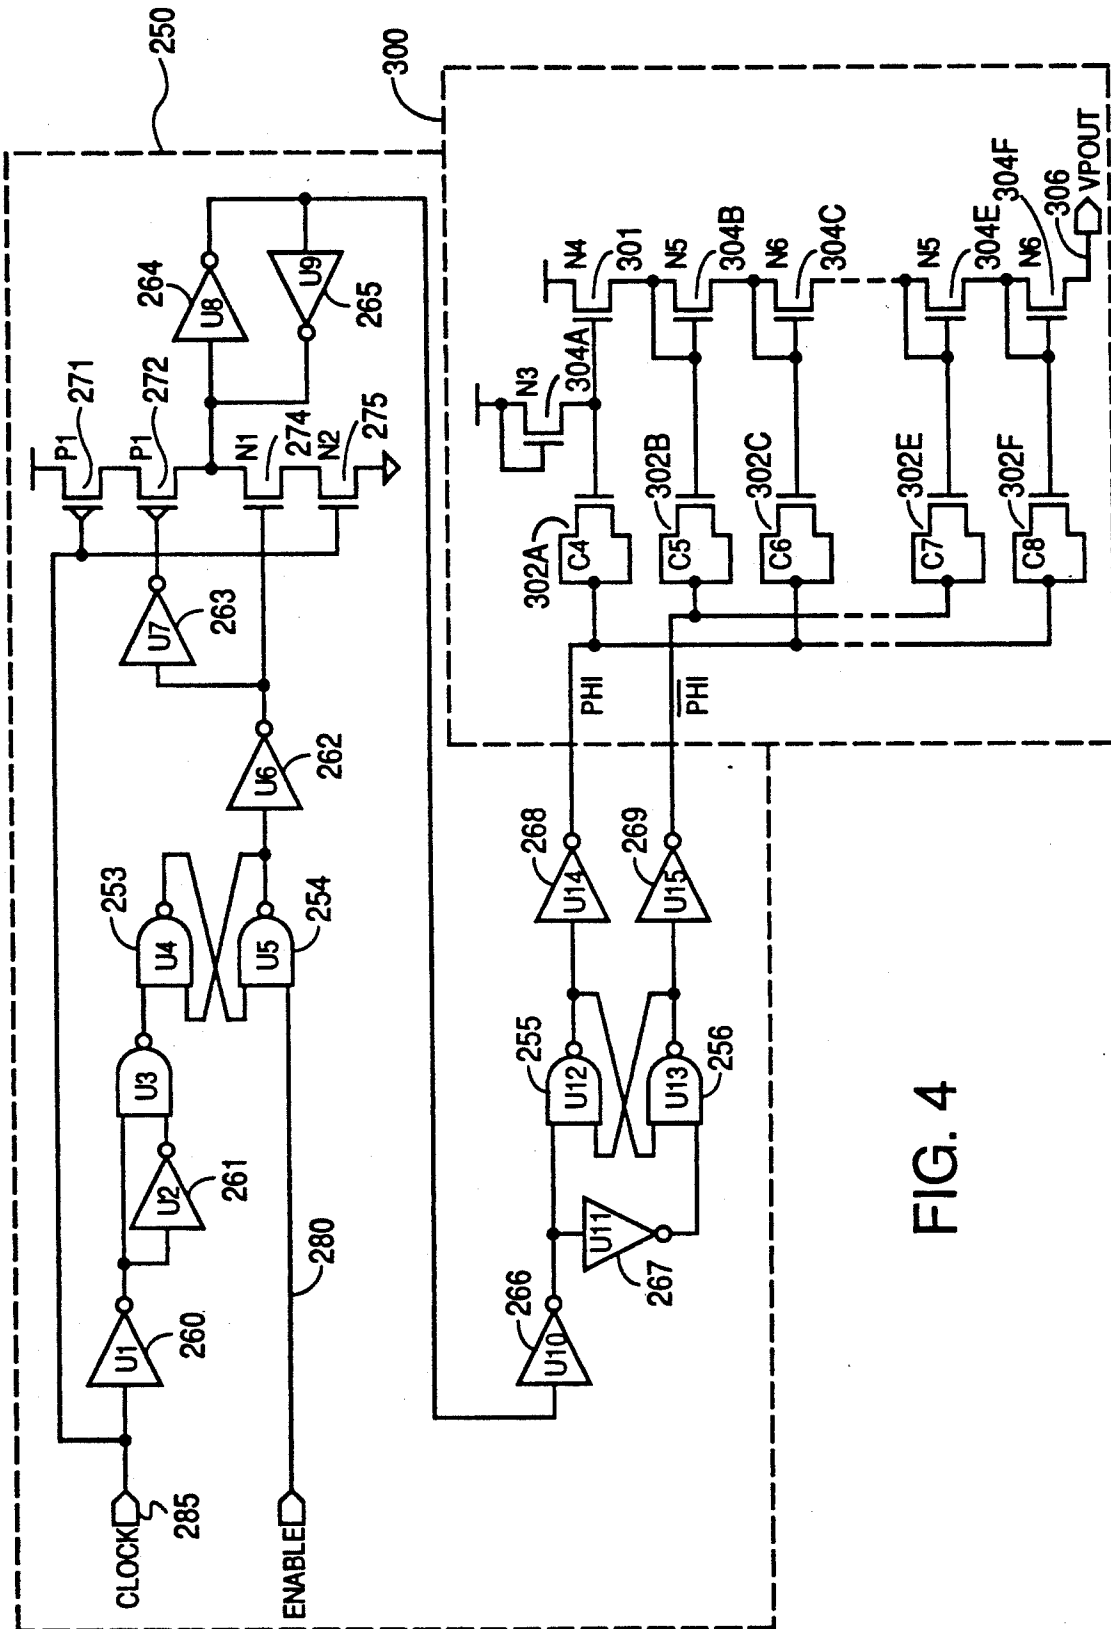 250
300
CLOCK
285
ENABLE
280
U1
260
U2
261
U3
U4
253
U5
254
U6
262
U7
263
P1
271
P1
272
N1
274
N2
275
U8
264
U9
265
U10
266
U11
267
U12
255
U13
256
U14
268
U15
269
PHI
PHI
N3
304A
N4
301
N5
304B
N6
304C
N5
304E
N6
304F
306
VPOUT
302A
C4
302B
C5
302C
C6
302E
C7
302F
C8
FIG. 4